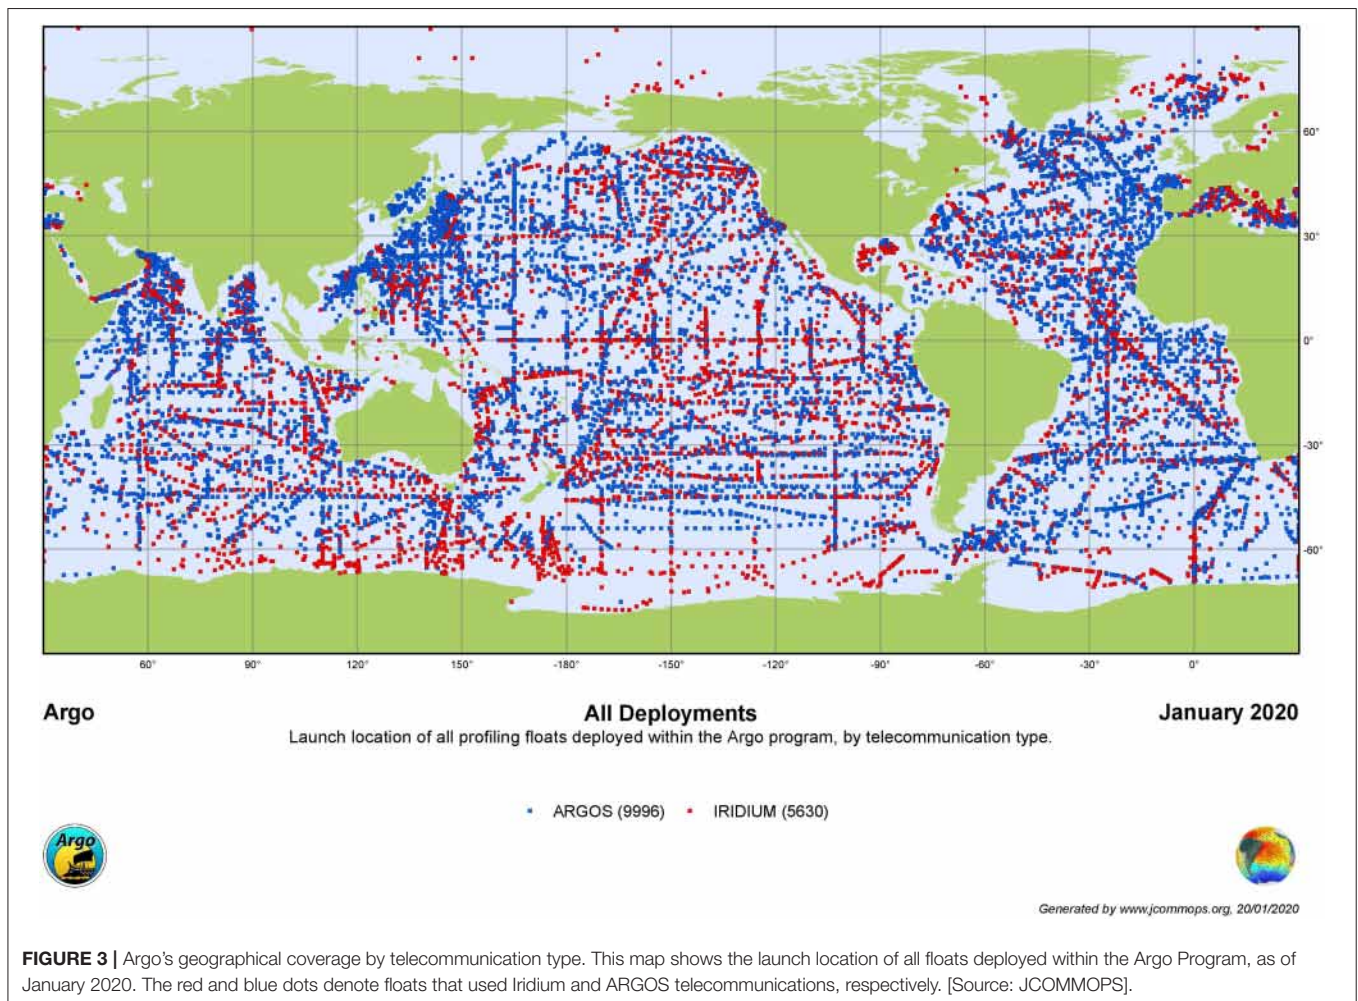 60°
30°
0°
-30°
-60°
60°
90°
120°
150°
-180°
-150°
-120°
-90°
-60°
-30°
0°
Argo
All Deployments
January 2020
Launch location of all profiling floats deployed within the Argo program, by telecommunication type.
ARGOS (9996)
IRIDIUM (5630)
Argo
Generated by www.jcommops.org, 20/01/2020
FIGURE 3 | Argo's geographical coverage by telecommunication type. This map shows the launch location of all floats deployed within the Argo Program, as of
January 2020. The red and blue dots denote floats that used Iridium and ARGOS telecommunications, respectively. [Source: JCOMMOPS].